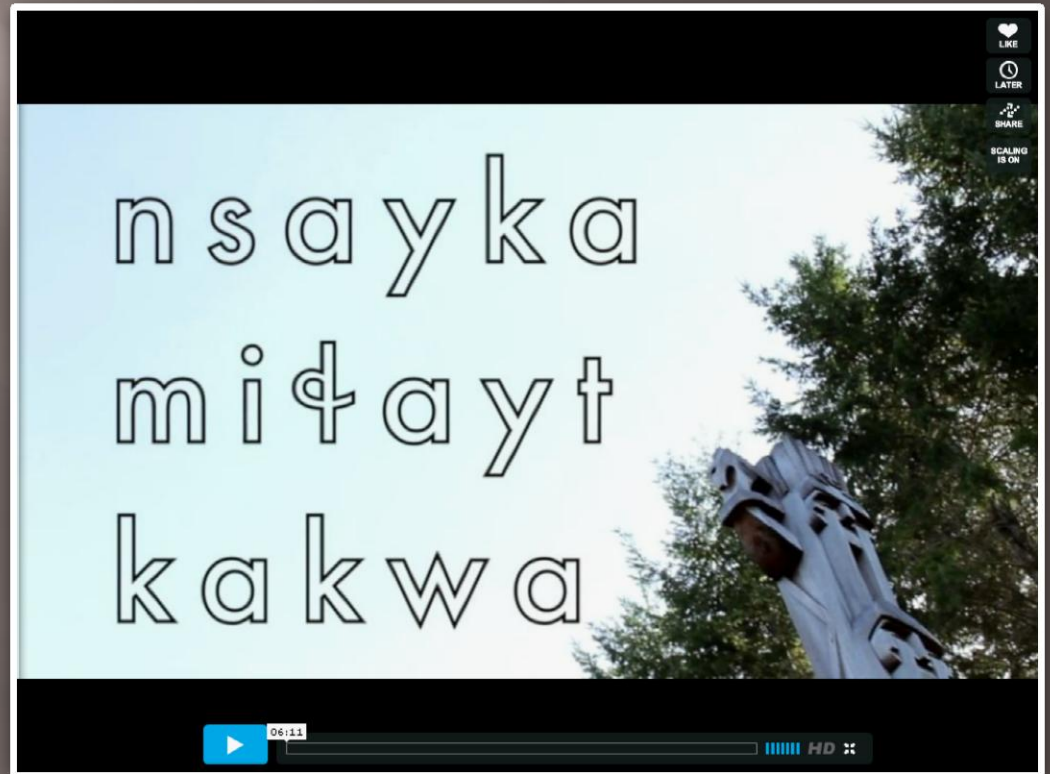 LIKE
LATER
SHARE
SCALING
IS ON
nsayka
miɬayt
kakwa
06:11
HD